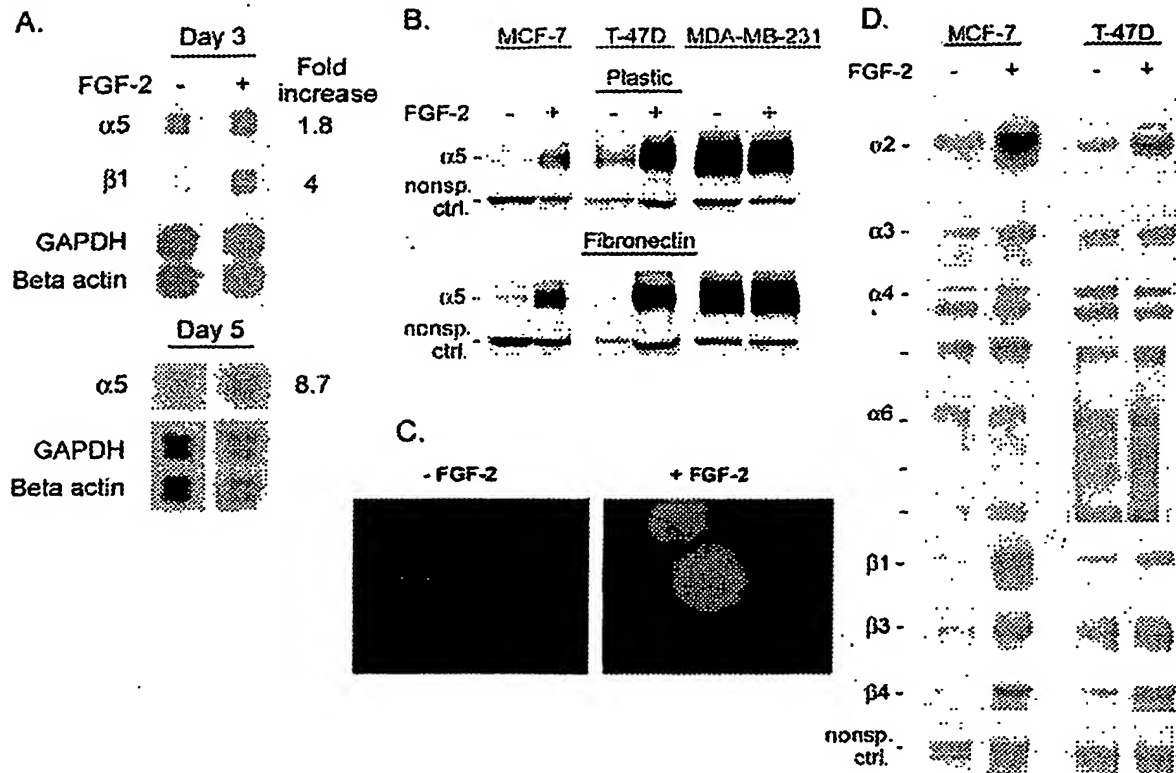 A.
Day 3
FGF-2 - +
Fold increase
α5 1.8
β1 4
GAPDH
Beta actin
Day 5
α5 8.7
GAPDH
Beta actin
B.
MCF-7 T-47D MDA-MB-231
Plastic
FGF-2 - + - + - +
α5 -
nonsp. - ctrl.
Fibronectin
α5 -
nonsp. - ctrl.
C.
- FGF-2 + FGF-2
D.
MCF-7 T-47D
FGF-2 - + - +
α2 -
α3 -
α4 -
-
α6 -
-
-
β1 -
β3 -
β4 -
nonsp. - ctrl.